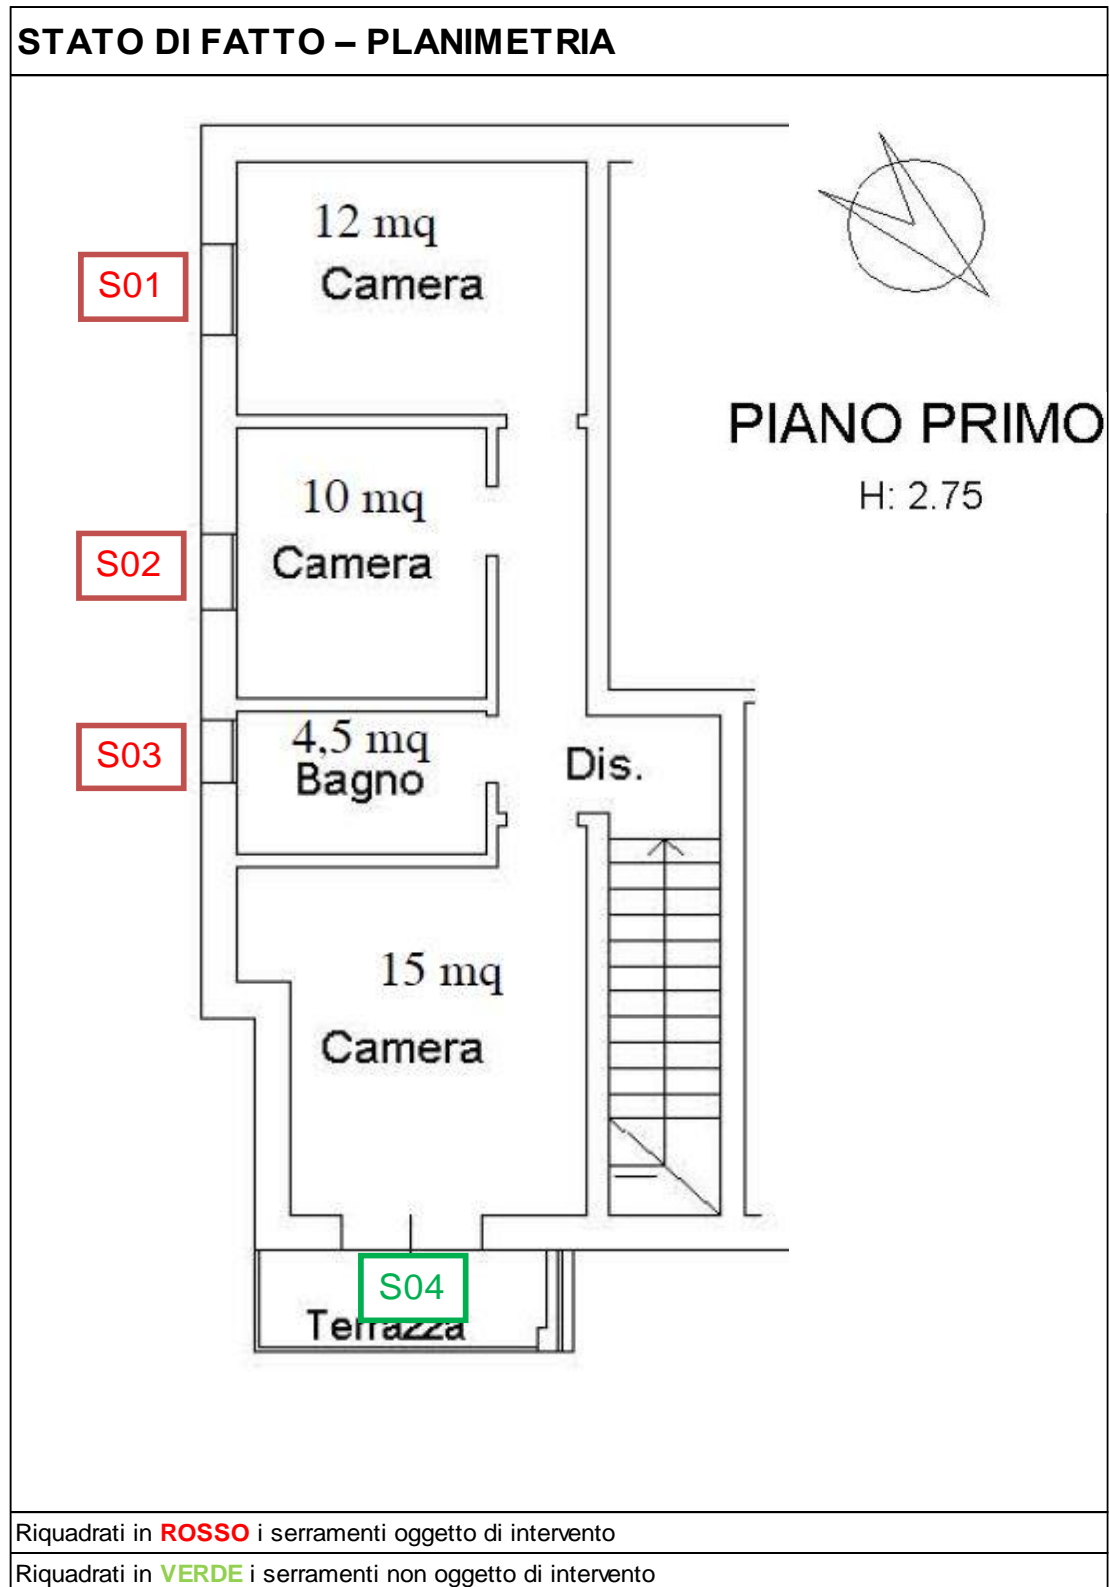 STATO DI FATTO – PLANIMETRIA
12 mq
S01
Camera
PIANO PRIMO
H: 2.75
10 mq
S02
Camera
4,5 mq
S03
Bagno
Dis.
15 mq
Camera
S04
Terrazza
Riquadrati in ROSSO i serramenti oggetto di intervento
Riquadrati in VERDE i serramenti non oggetto di intervento